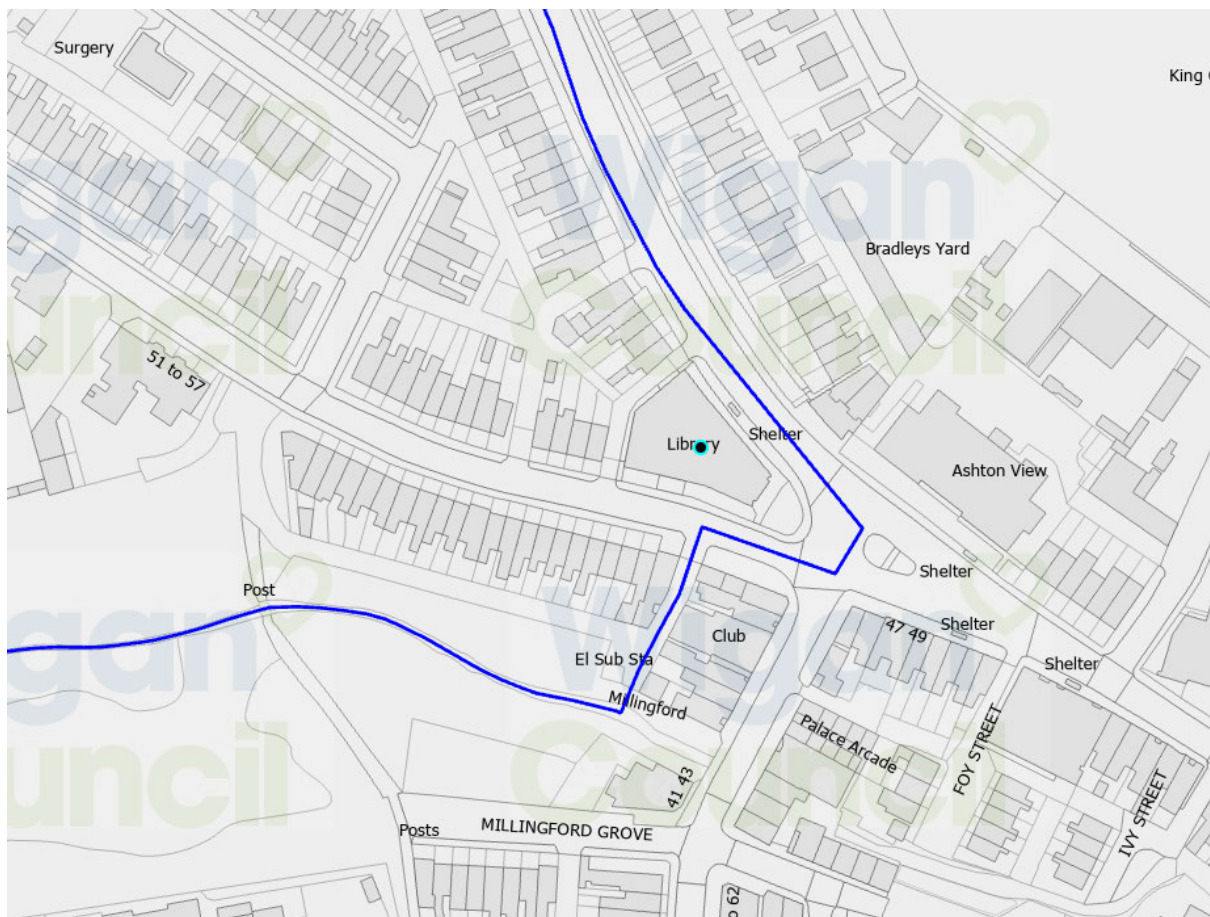 Surgery
King
Wigan
Wigan
Bradleys Yard
Council
Council
51 to 57
Library
Shelter
Ashton View
Shelter
Post
Wigan
Wigan
Shelter
47 49
Club
El Sub Sta
Shelter
Millingford
Council
Council
Palace Arcade
FOY STREET
41 43
IVY STREET
Posts
MILLINGFORD GROVE
o 62